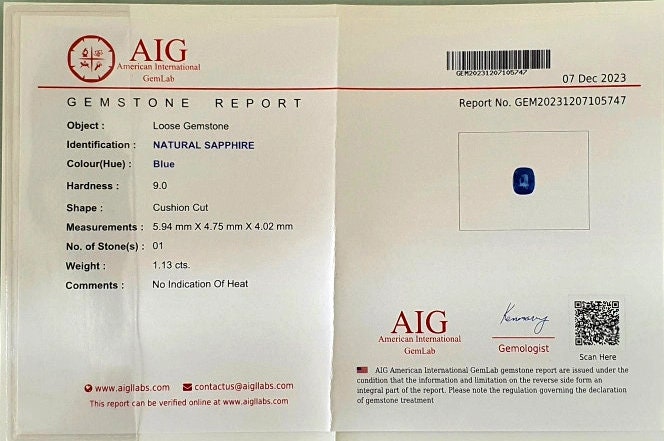 AIG
American International
GemLab
GEMSTONE REPORT
Object : Loose Gemstone
Identification : NATURAL SAPPHIRE
Colour(Hue) : Blue
Hardness : 9.0
Shape : Cushion Cut
Measurements : 5.94 mm X 4.75 mm X 4.02 mm
No. of Stone(s) : 01
Weight : 1.13 cts.
Comments : No Indication Of Heat
www.aigllabs.com contactus@aigllabs.com
This report can be verified online at www.aigllabs.com
GEM20231207105747
07 Dec 2023
Report No. GEM20231207105747
AIG
American International
GemLab
Gemologist
Scan Here
AIG American International GemLab gemstone report are issued under the
condition that the information and limitation on the reverse side form an
integral part of the report. Please note the regulation governing the declaration
of gemstone treatment